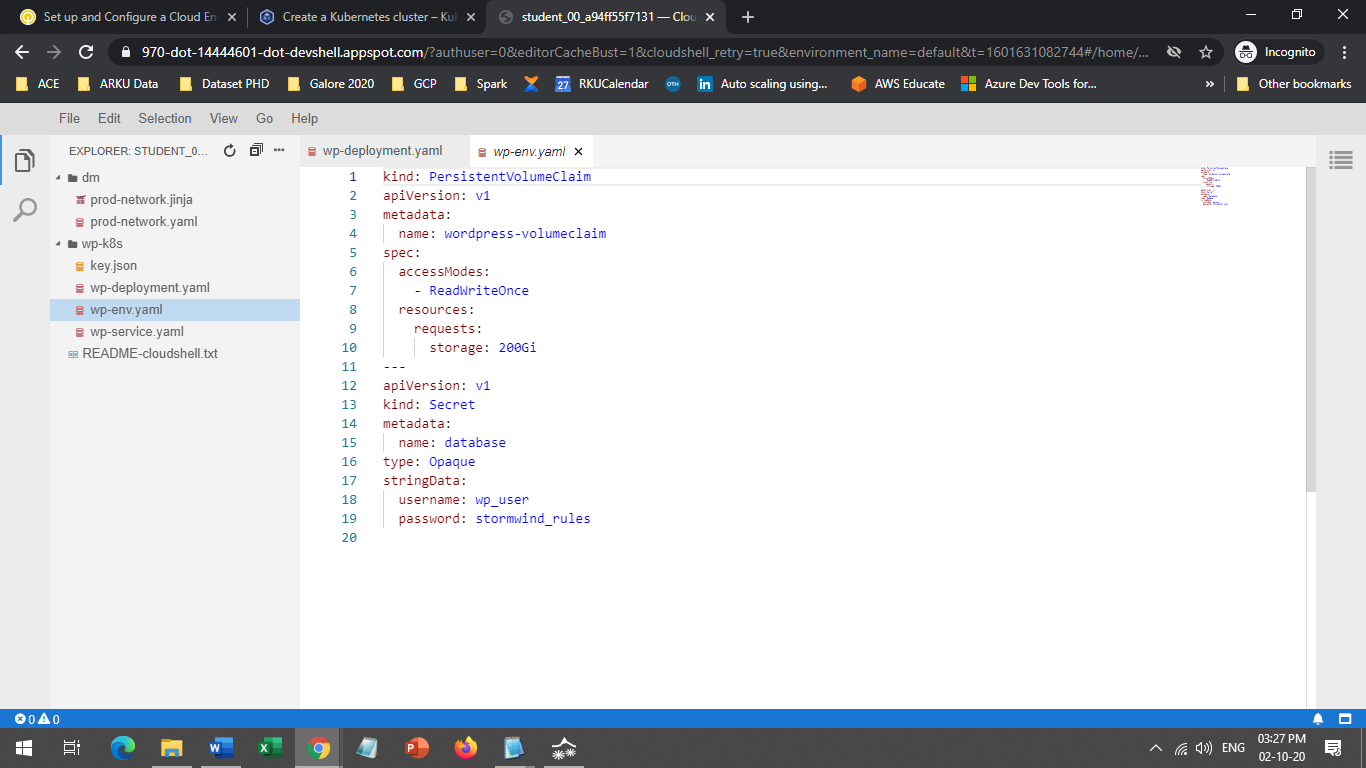 Set up and Configure a Cloud En
Create a Kubernetes cluster – Kub
student_00_a94ff55f7131 — Clou
970-dot-14444601-dot-devshell.appspot.com/?authuser=0&editorCacheBust=1&cloudshell_retry=true&environment_name=default&t=1601631082744#/home/...
Incognito
ACE
ARKU Data
Dataset PHD
Galore 2020
GCP
Spark
27
RKUCalendar
OTH
in
Auto scaling using...
AWS Educate
Azure Dev Tools for...
»
Other bookmarks
File Edit Selection View Go Help
EXPLORER: STUDENT_0...
wp-deployment.yaml
wp-env.yaml
dm
prod-network.jinja
prod-network.yaml
wp-k8s
key.json
wp-deployment.yaml
wp-env.yaml
wp-service.yaml
README-cloudshell.txt
1 kind: PersistentVolumeClaim
2 apiVersion: v1
3 metadata:
4 name: wordpress-volumeclaim
5 spec:
6 accessModes:
7 - ReadWriteOnce
8 resources:
9 requests:
10 storage: 200Gi
11 ---
12 apiVersion: v1
13 kind: Secret
14 metadata:
15 name: database
16 type: Opaque
17 stringData:
18 username: wp_user
19 password: stormwind_rules
20
0 0
ENG
03:27 PM
02-10-20